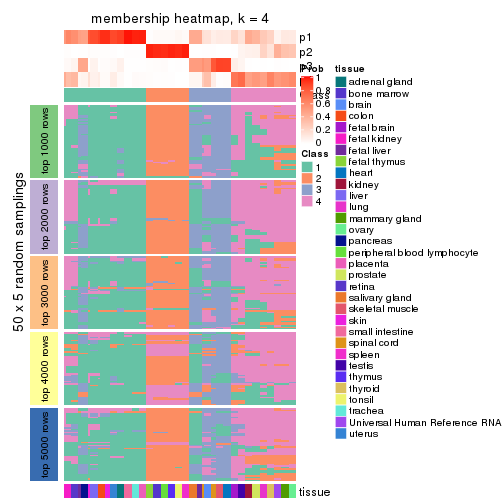 membership heatmap, k = 4
p1
p2
p3
Prob
1
0.8
0.6
0.4
0.2
0
Class
Class
1
2
3
4
tissue
adrenal gland
bone marrow
brain
colon
fetal brain
fetal kidney
fetal liver
fetal thymus
heart
kidney
liver
lung
mammary gland
ovary
pancreas
peripheral blood lymphocyte
placenta
prostate
retina
salivary gland
skeletal muscle
skin
small intestine
spinal cord
spleen
testis
thymus
thyroid
tonsil
trachea
Universal Human Reference RNA
uterus
50 x 5 random samplings
top 1000 rows
top 2000 rows
top 3000 rows
top 4000 rows
top 5000 rows
tissue